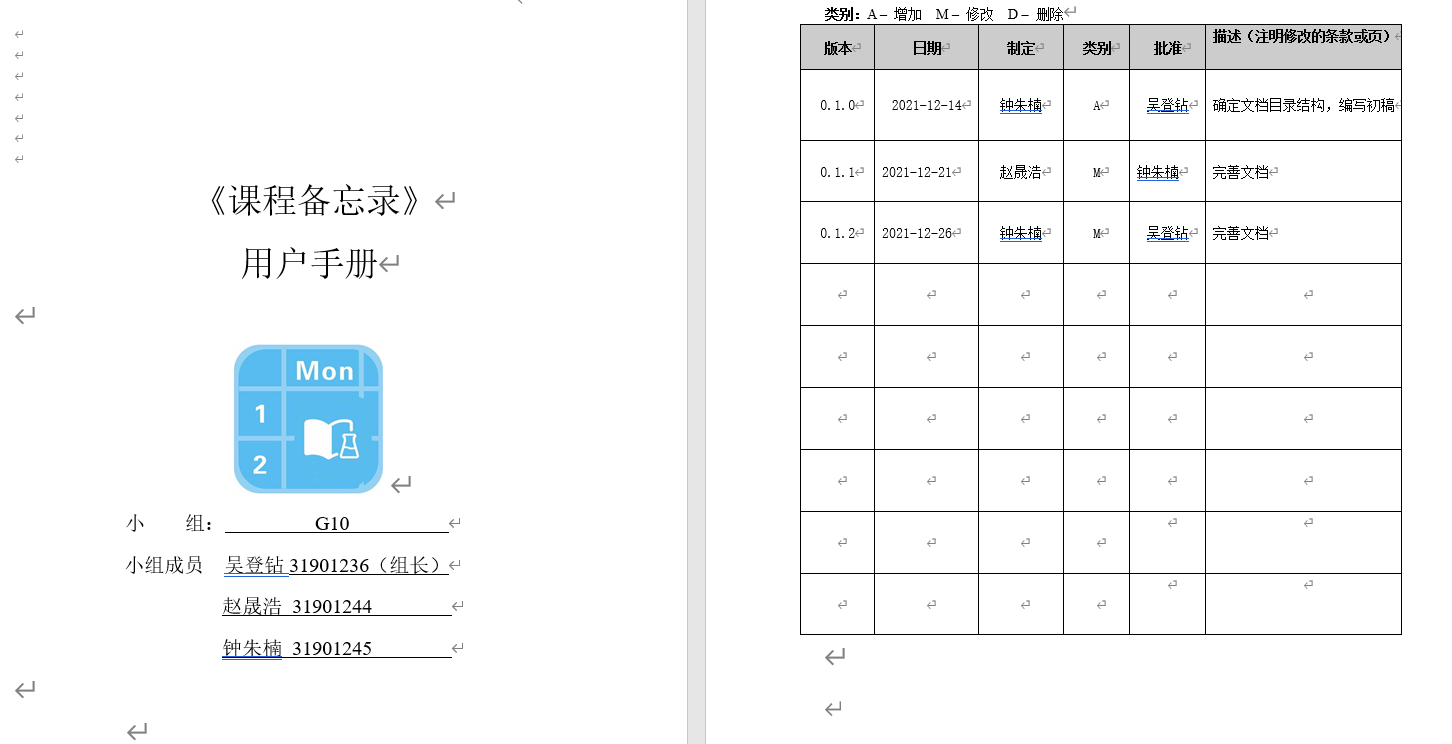 《课程备忘录》
用户手册
Mon
1
2
小 组： G10
小组成员 吴登钻 31901236（组长）
赵晟浩 31901244
钟朱楠 31901245
类别：A – 增加 M – 修改 D – 删除
版本 日期 制定 类别 批准 描述（注明修改的条款或页）
0.1.0 2021-12-14 钟朱楠 A 吴登钻 确定文档目录结构，编写初稿
0.1.1 2021-12-21 赵晟浩 M 钟朱楠 完善文档
0.1.2 2021-12-26 钟朱楠 M 吴登钻 完善文档